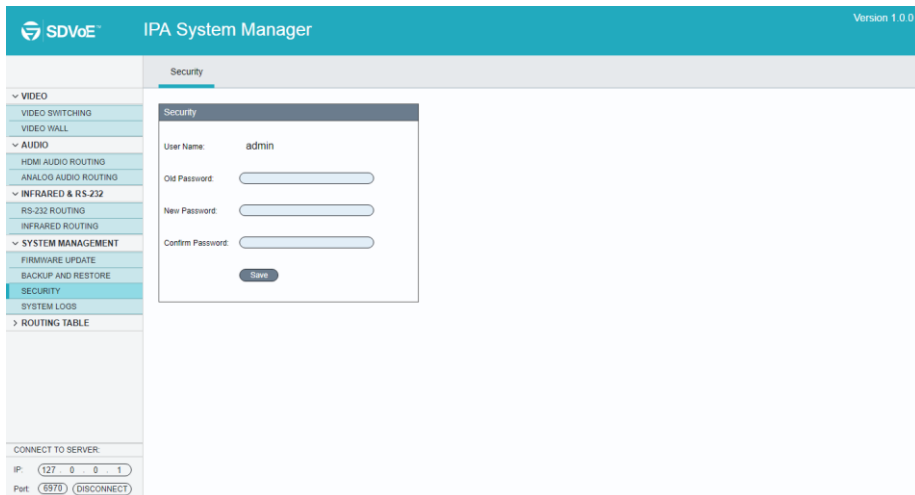 SDVoE™
IPA System Manager
Version 1.0.0
Security
VIDEO
VIDEO SWITCHING
VIDEO WALL
AUDIO
HDMI AUDIO ROUTING
ANALOG AUDIO ROUTING
INFRARED & RS-232
RS-232 ROUTING
INFRARED ROUTING
SYSTEM MANAGEMENT
FIRMWARE UPDATE
BACKUP AND RESTORE
SECURITY
SYSTEM LOGS
ROUTING TABLE
Security
User Name: admin
Old Password:
New Password:
Confirm Password:
Save
CONNECT TO SERVER:
IP: 127 . 0 . 0 . 1
Port: 6970 DISCONNECT